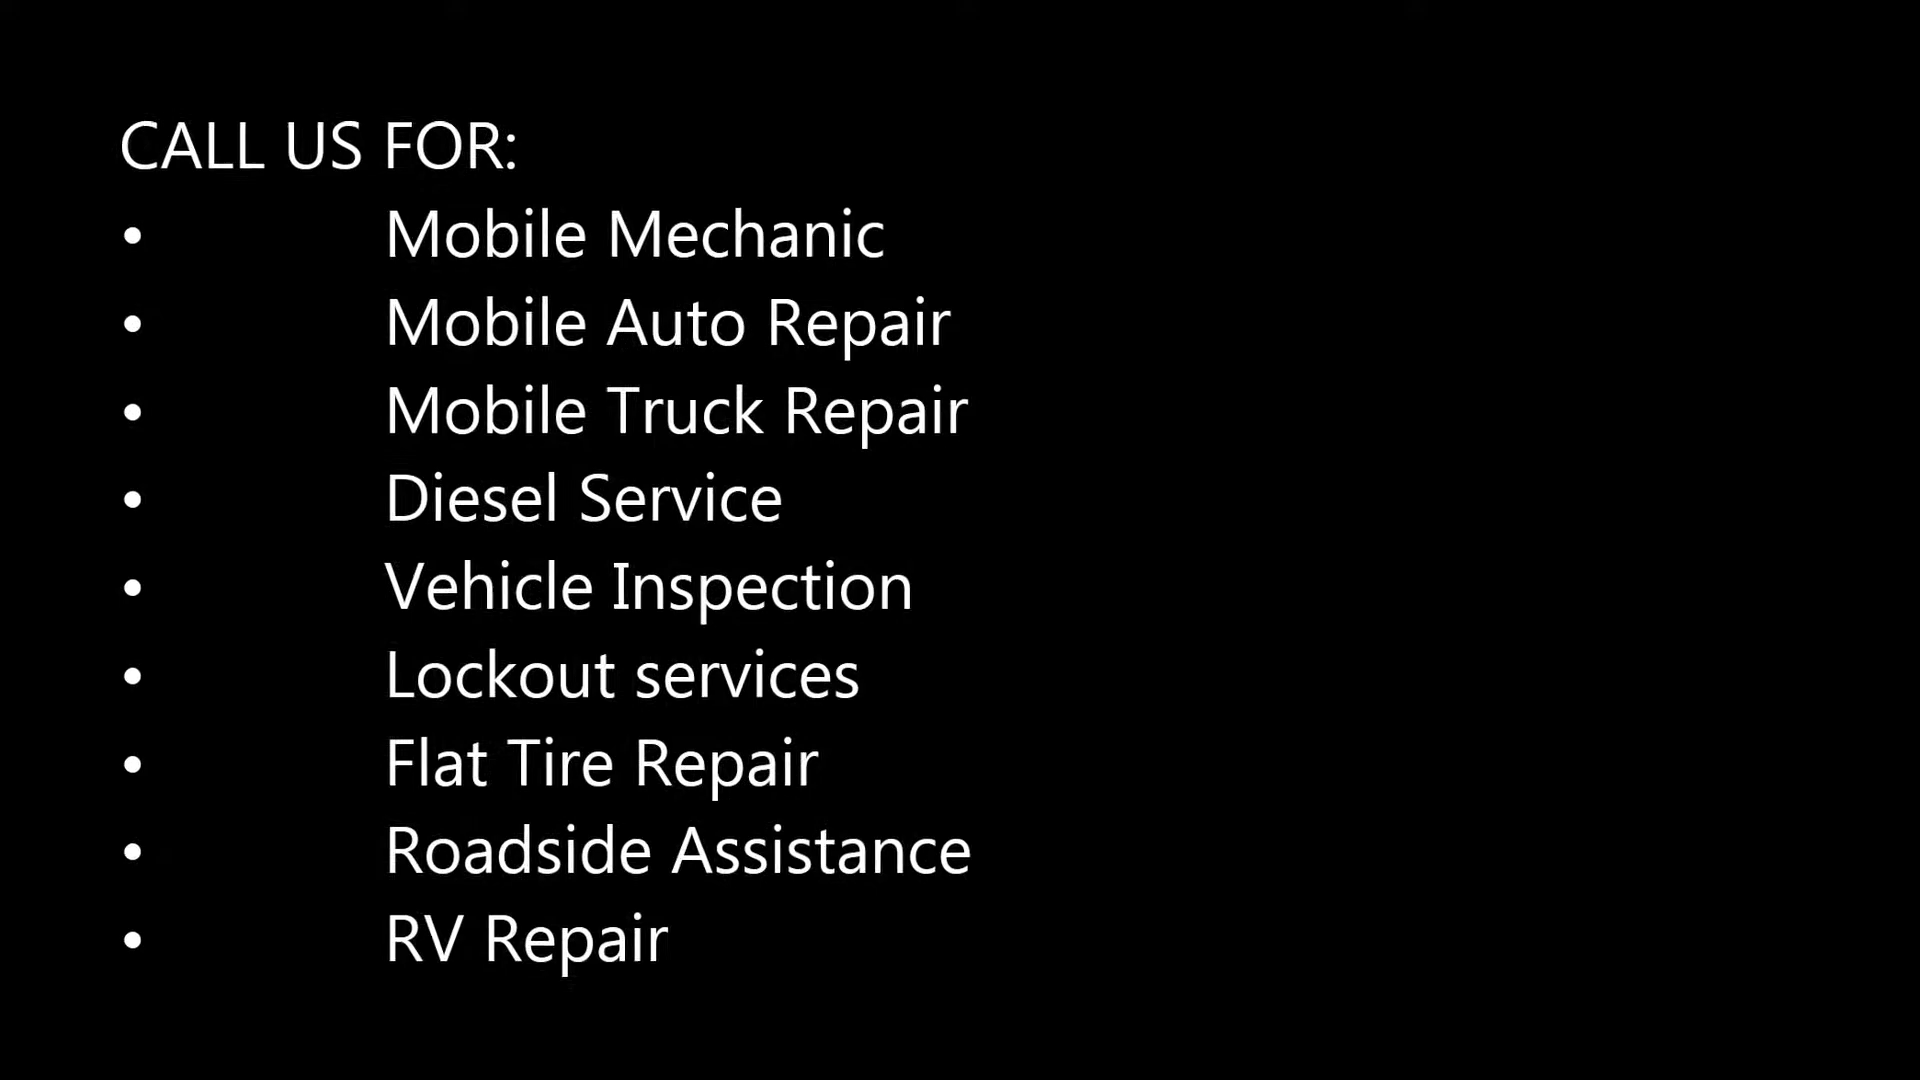 CALL US FOR:
• Mobile Mechanic
• Mobile Auto Repair
• Mobile Truck Repair
• Diesel Service
• Vehicle Inspection
• Lockout services
• Flat Tire Repair
• Roadside Assistance
• RV Repair